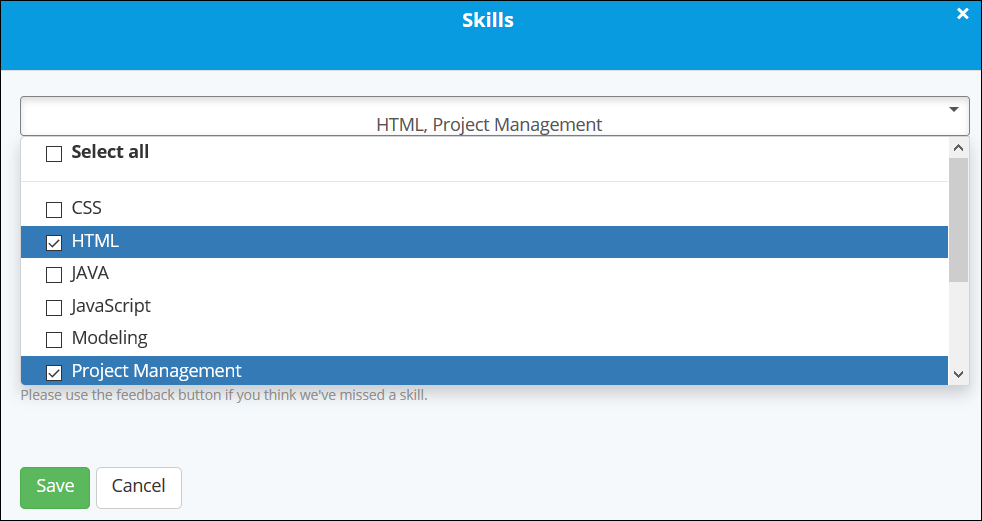 Skills
HTML, Project Management
Select all
CSS
HTML
JAVA
JavaScript
Modeling
Project Management
Please use the feedback button if you think we've missed a skill.
Save Cancel